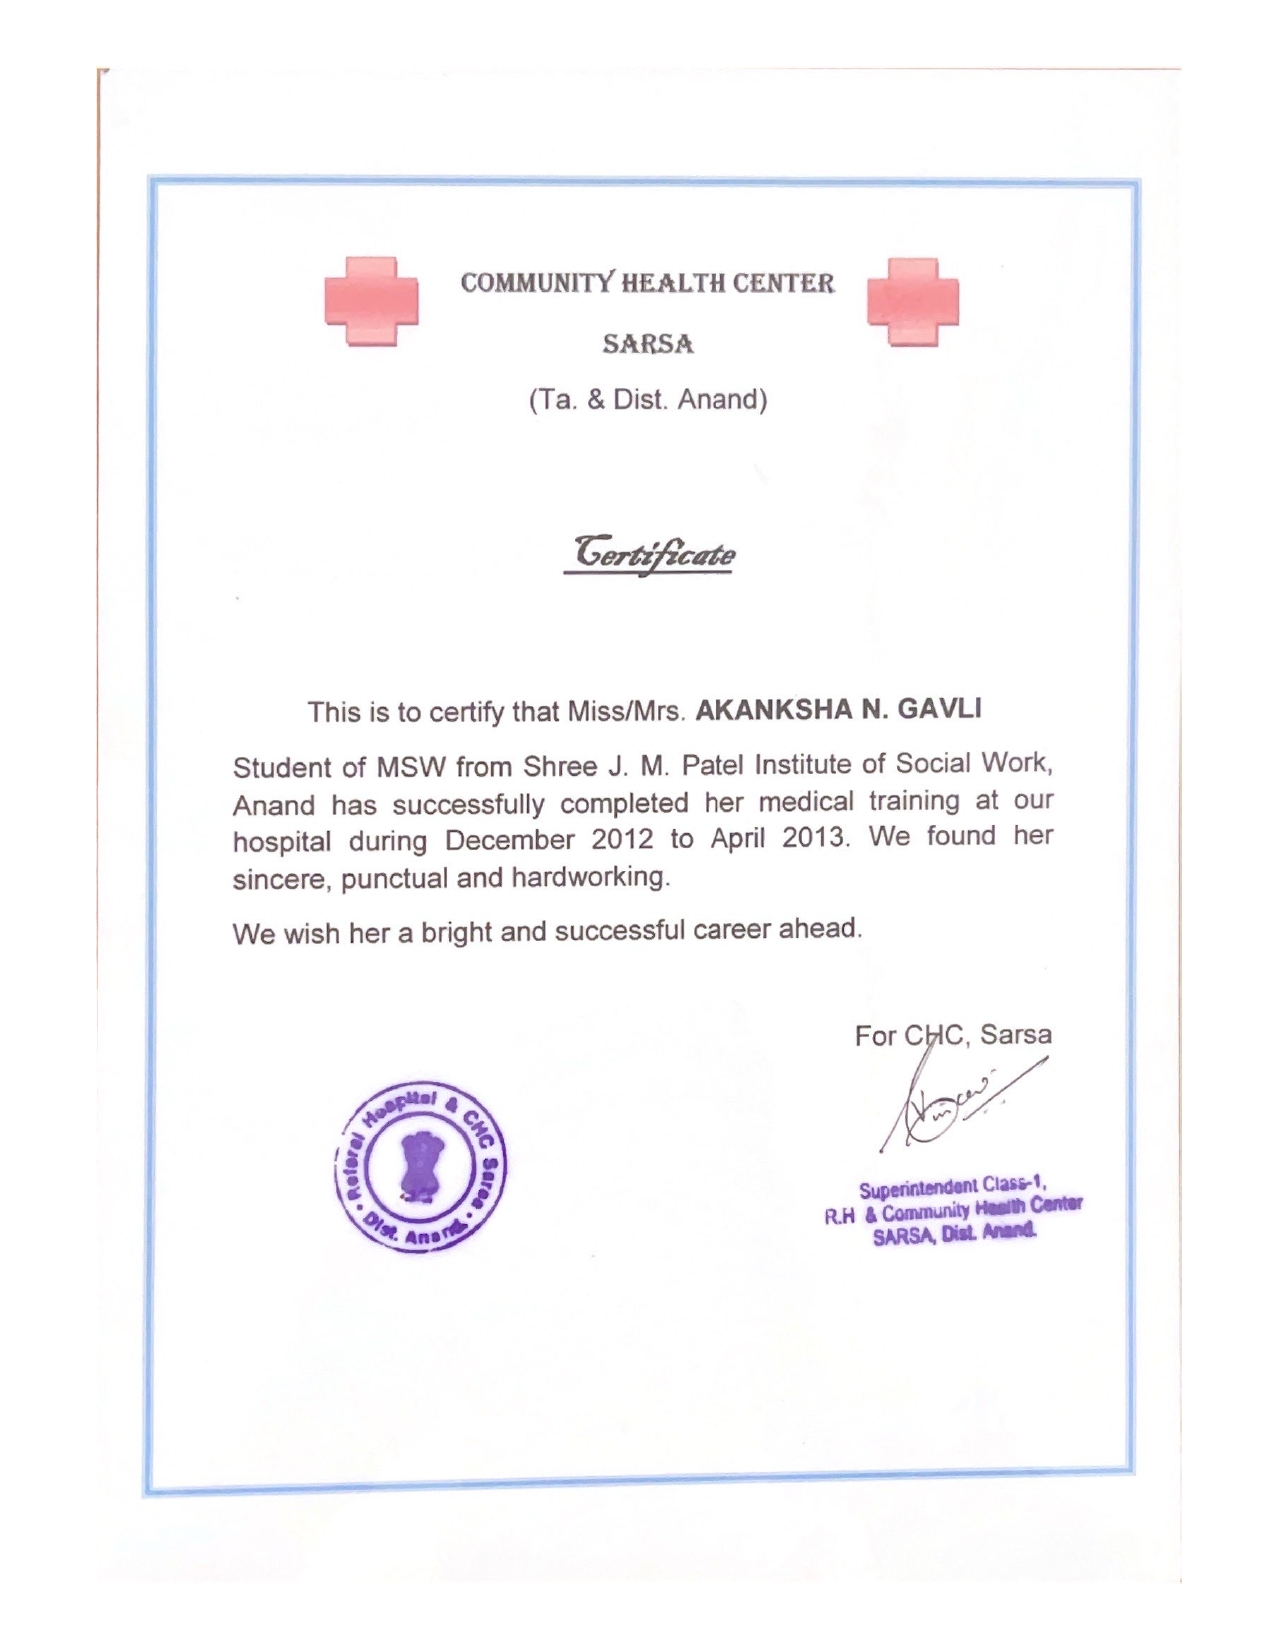 COMMUNITY HEALTH CENTER
SARSA
(Ta. & Dist. Anand)
Certificate
This is to certify that Miss/Mrs. AKANKSHA N. GAVLI
Student of MSW from Shree J. M. Patel Institute of Social Work,
Anand has successfully completed her medical training at our
hospital during December 2012 to April 2013. We found her
sincere, punctual and hardworking.
We wish her a bright and successful career ahead.
For CHC, Sarsa
Referal Hospital & CHC Sarsa
Dist. Anand
Superintendent Class-1,
R.H & Community Health Center
SARSA, Dist. Anand.